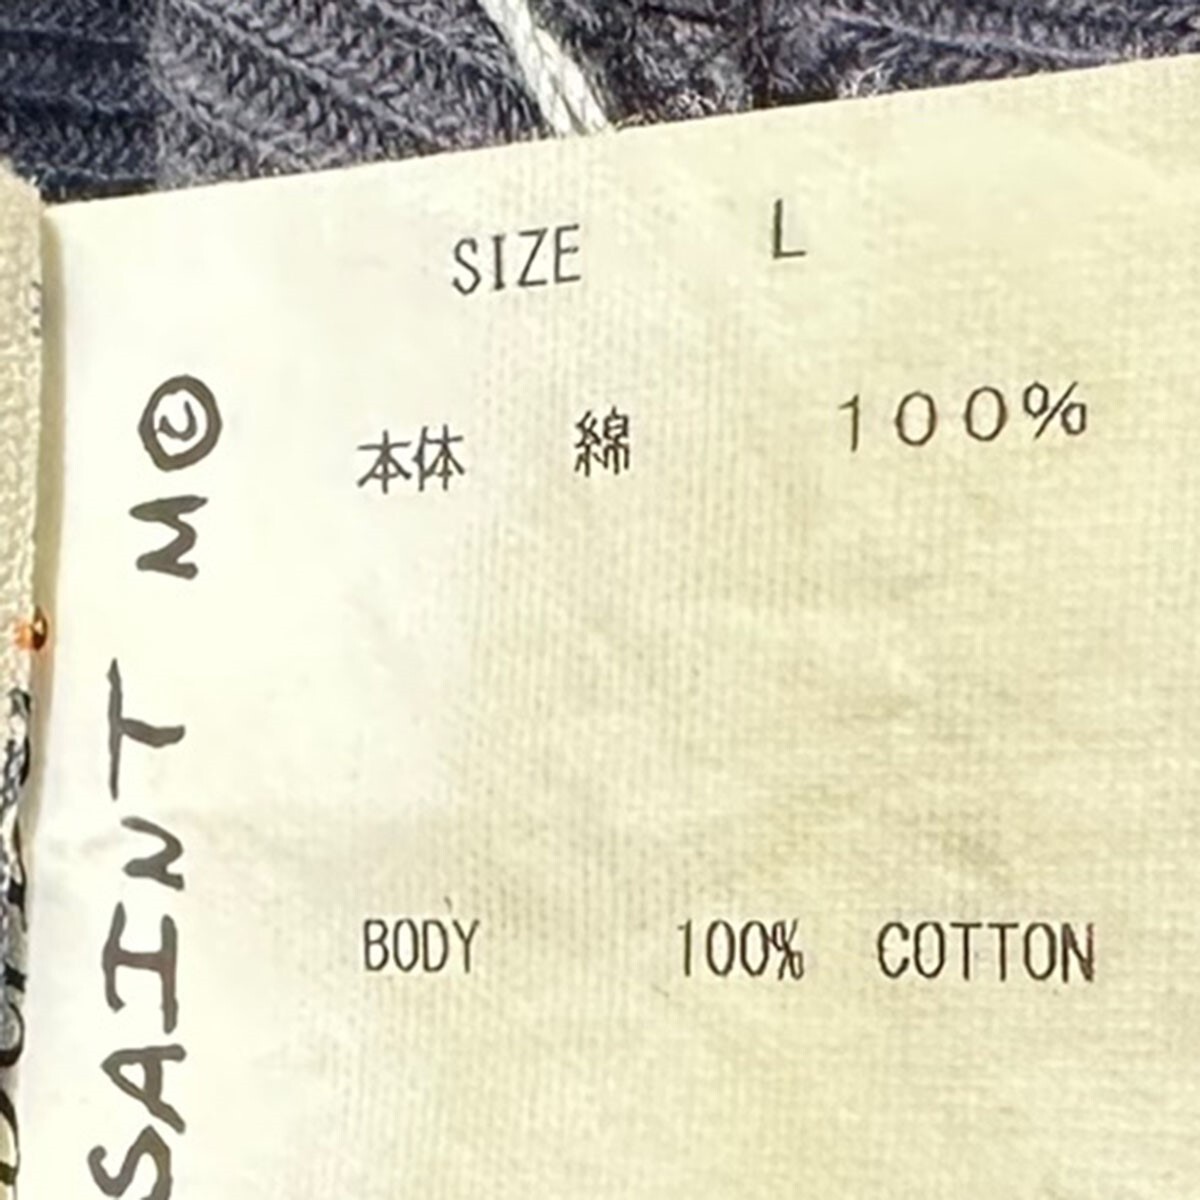 SIZE L
本体 綿 100%
BODY 100% COTTON
SAINT M©